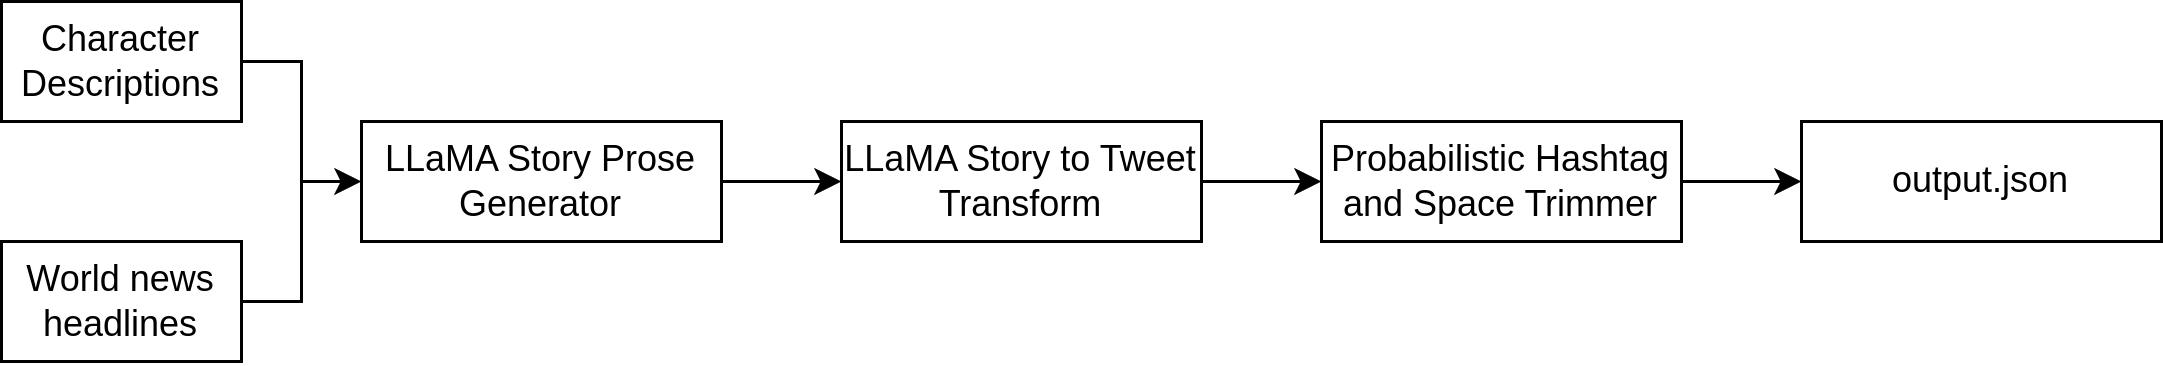 Character
Descriptions
World news
headlines
LLaMA Story Prose
Generator
LLaMA Story to Tweet
Transform
Probabilistic Hashtag
and Space Trimmer
output.json